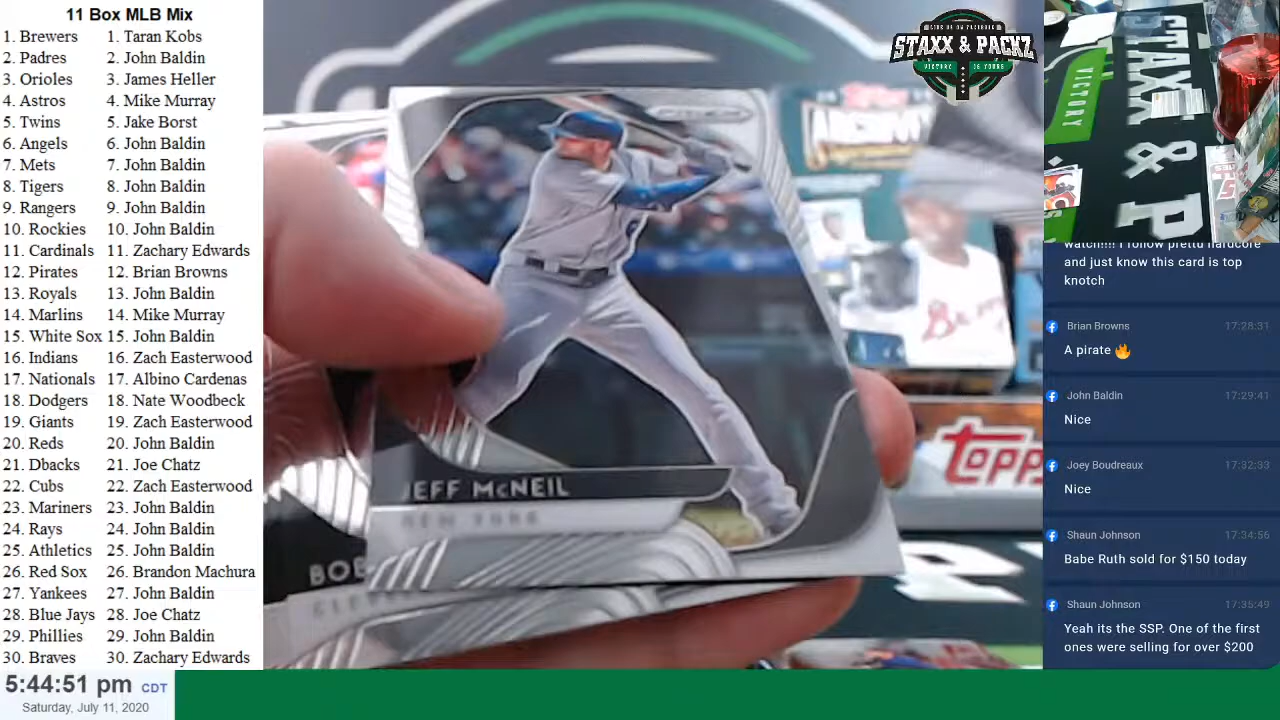 11 Box MLB Mix
1. Brewers 1. Taran Kobs
2. Padres 2. John Baldin
3. Orioles 3. James Heller
4. Astros 4. Mike Murray
5. Twins 5. Jake Borst
6. Angels 6. John Baldin
7. Mets 7. John Baldin
8. Tigers 8. John Baldin
9. Rangers 9. John Baldin
10. Rockies 10. John Baldin
11. Cardinals 11. Zachary Edwards
12. Pirates 12. Brian Browns
13. Royals 13. John Baldin
14. Marlins 14. Mike Murray
15. White Sox 15. John Baldin
16. Indians 16. Zach Easterwood
17. Nationals 17. Albino Cardenas
18. Dodgers 18. Nate Woodbeck
19. Giants 19. Zach Easterwood
20. Reds 20. John Baldin
21. Dbacks 21. Joe Chatz
22. Cubs 22. Zach Easterwood
23. Mariners 23. John Baldin
24. Rays 24. John Baldin
25. Athletics 25. John Baldin
26. Red Sox 26. Brandon Machura
27. Yankees 27. John Baldin
28. Blue Jays 28. Joe Chatz
29. Phillies 29. John Baldin
30. Braves 30. Zachary Edwards
5:44:51 pm CDT
Saturday, July 11, 2020
JEFF McNEIL
NEW YORK
BOB
STAXX & PACKZ
VICTORY
Topps
STAXX & P
VICTORY
watch!!!! I follow pretty hardcore
and just know this card is top
knotch
Brian Browns 17:28:31
A pirate 🔥
John Baldin 17:29:41
Nice
Joey Boudreaux 17:32:33
Nice
Shaun Johnson 17:34:56
Babe Ruth sold for $150 today
Shaun Johnson 17:35:49
Yeah its the SSP. One of the first
ones were selling for over $200